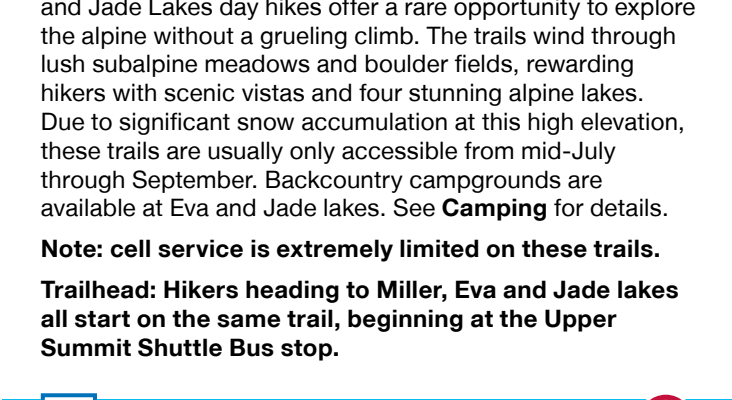 and Jade Lakes day hikes offer a rare opportunity to explore
the alpine without a grueling climb. The trails wind through
lush subalpine meadows and boulder fields, rewarding
hikers with scenic vistas and four stunning alpine lakes.
Due to significant snow accumulation at this high elevation,
these trails are usually only accessible from mid-July
through September. Backcountry campgrounds are
available at Eva and Jade lakes. See Camping for details.
Note: cell service is extremely limited on these trails.
Trailhead: Hikers heading to Miller, Eva and Jade lakes
all start on the same trail, beginning at the Upper
Summit Shuttle Bus stop.